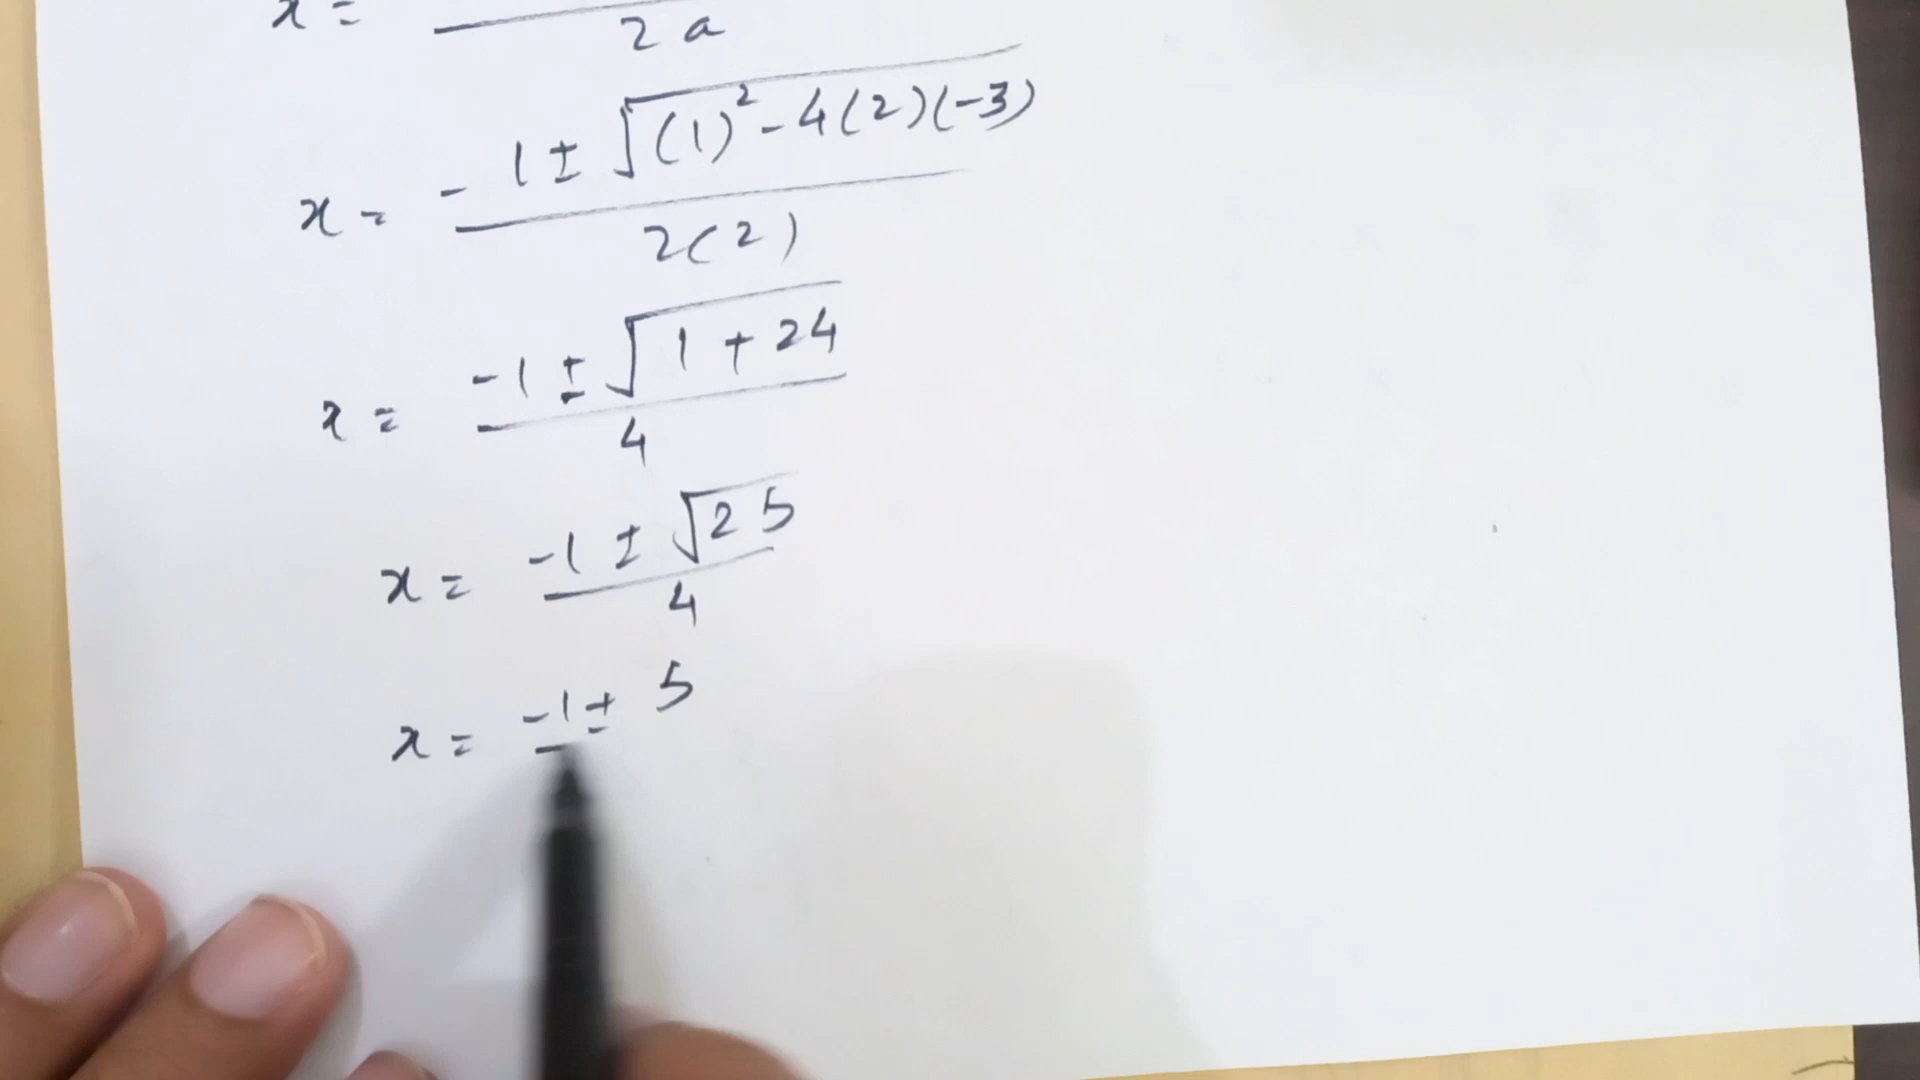 x = ― 2a
x = -1 ± √(1)² - 4(2)(-3) / 2(2)
x = -1 ± √1 + 24 / 4
x = -1 ± √25 / 4
x = -1 ± 5